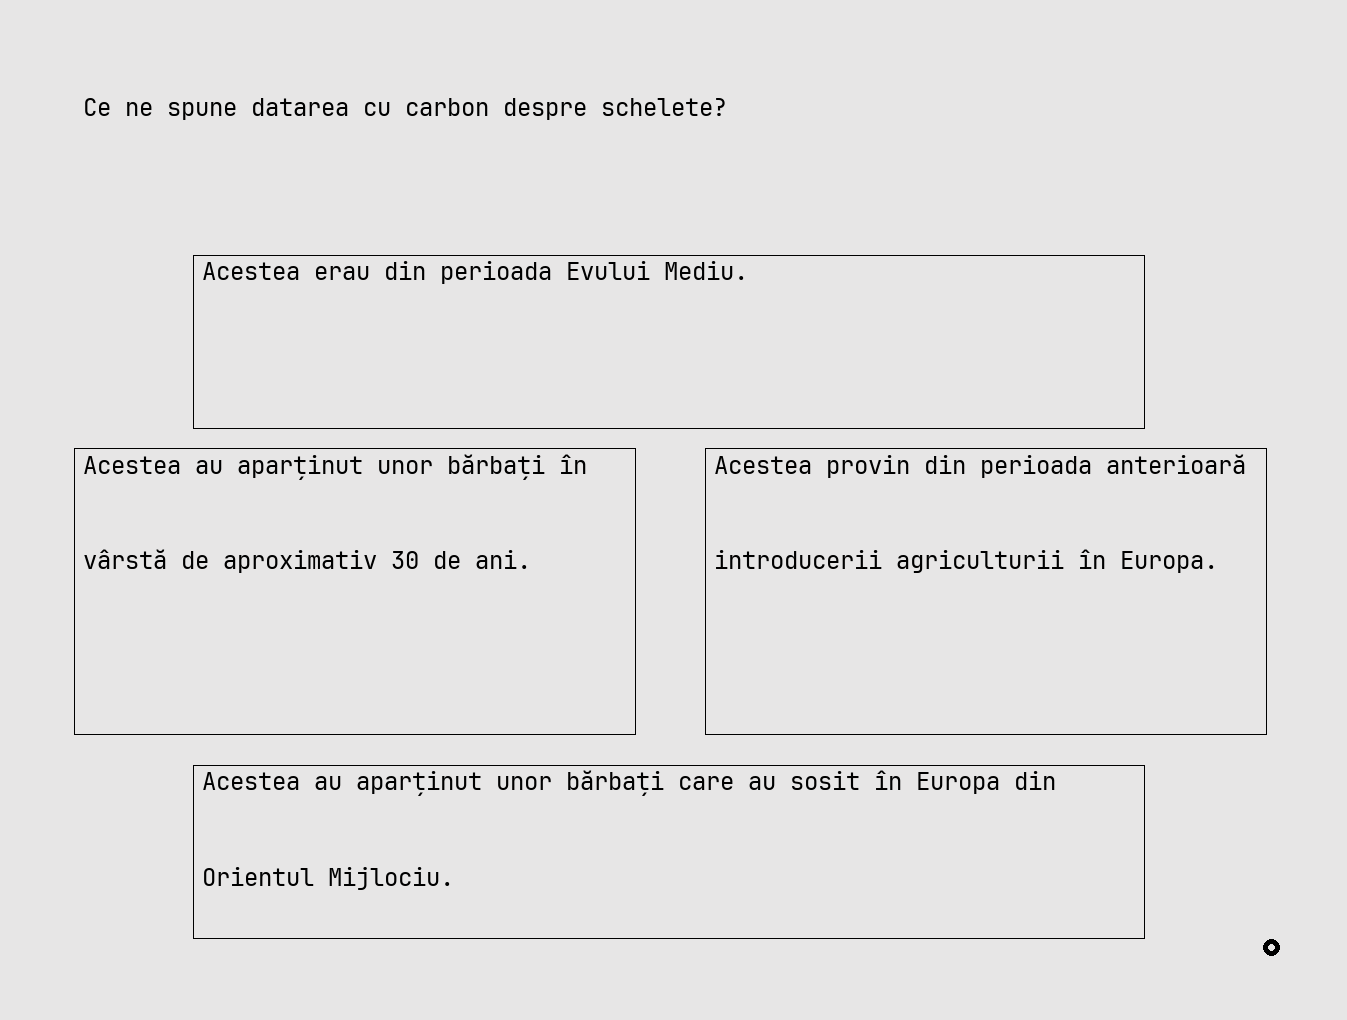 Ce ne spune datarea cu carbon despre schelete?
Acestea erau din perioada Evului Mediu.
Acestea au aparținut unor bărbați în
vârstă de aproximativ 30 de ani.
Acestea provin din perioada anterioară
introducerii agriculturii în Europa.
Acestea au aparținut unor bărbați care au sosit în Europa din
Orientul Mijlociu.